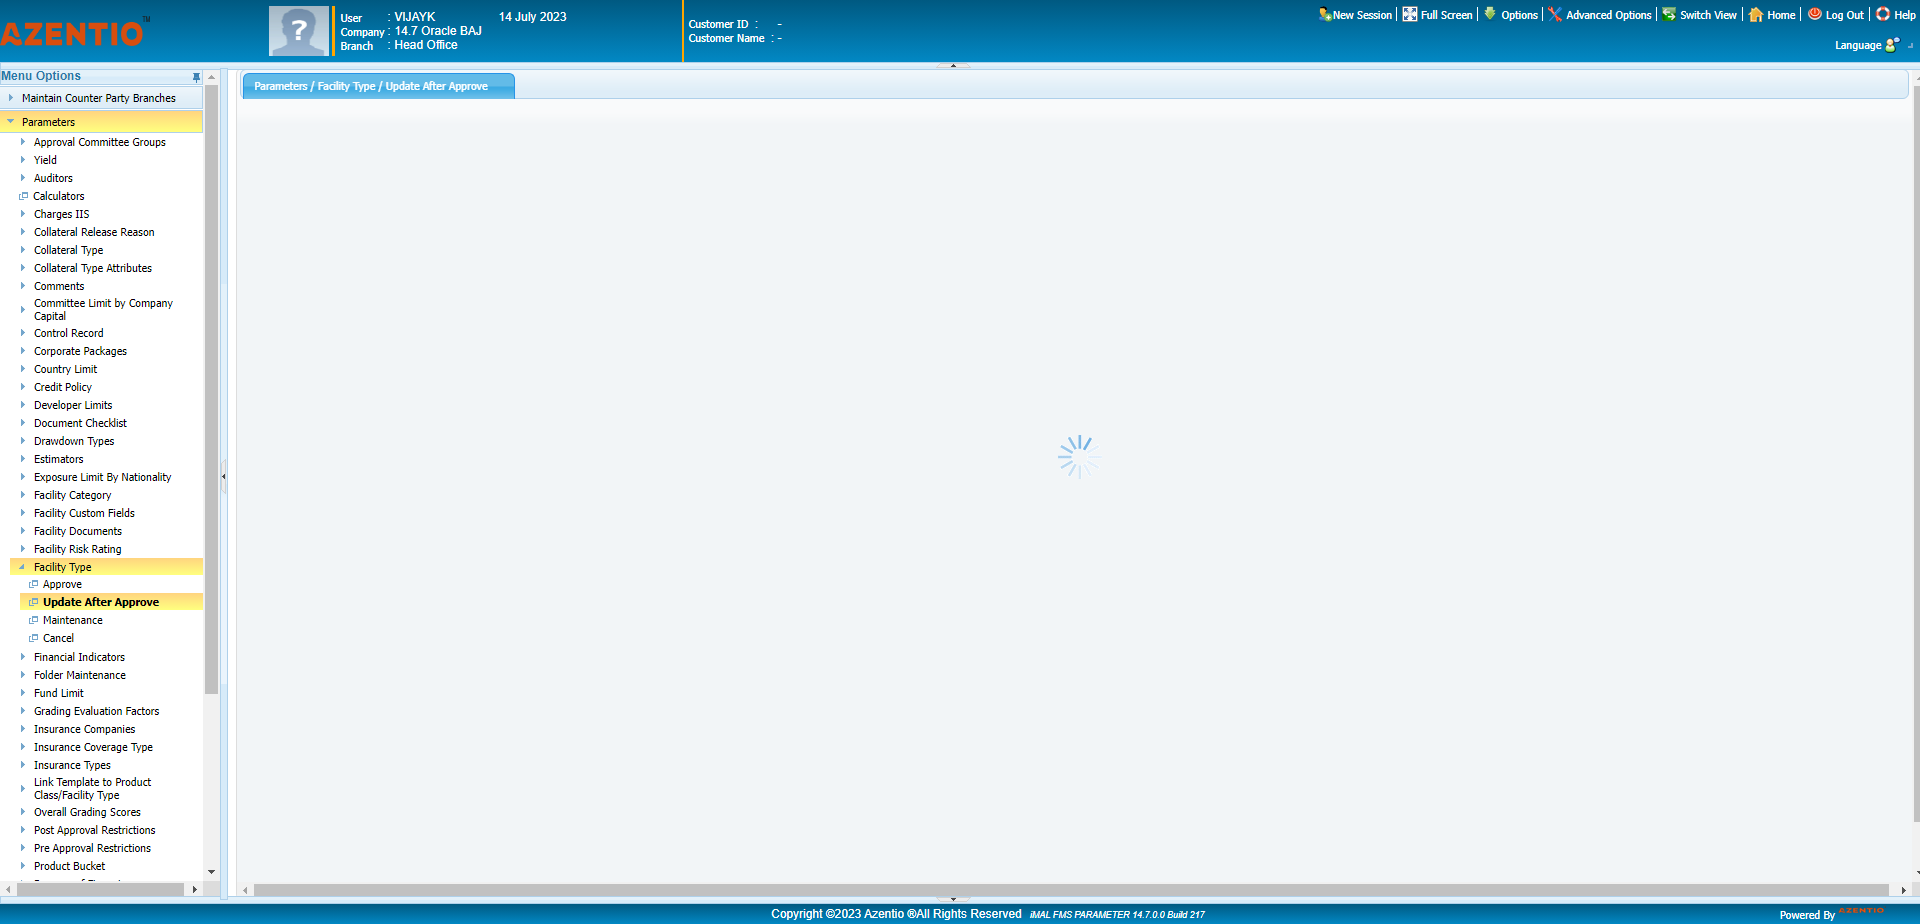 AZENTIO™
User : VIJAYK 14 July 2023
Company : 14.7 Oracle BAJ
Branch : Head Office
Customer ID : -
Customer Name : -
New Session Full Screen Options Advanced Options Switch View Home Log Out Help
Language
Menu Options
Maintain Counter Party Branches
Parameters
Approval Committee Groups
Yield
Auditors
Calculators
Charges IIS
Collateral Release Reason
Collateral Type
Collateral Type Attributes
Comments
Committee Limit by Company
Capital
Control Record
Corporate Packages
Country Limit
Credit Policy
Developer Limits
Document Checklist
Drawdown Types
Estimators
Exposure Limit By Nationality
Facility Category
Facility Custom Fields
Facility Documents
Facility Risk Rating
Facility Type
Approve
Update After Approve
Maintenance
Cancel
Financial Indicators
Folder Maintenance
Fund Limit
Grading Evaluation Factors
Insurance Companies
Insurance Coverage Type
Insurance Types
Link Template to Product
Class/Facility Type
Overall Grading Scores
Post Approval Restrictions
Pre Approval Restrictions
Product Bucket
Parameters / Facility Type / Update After Approve
Copyright ©2023 Azentio ®All Rights Reserved iMAL FMS PARAMETER 14.7.0.0 Build 217
Powered By AZENTIO